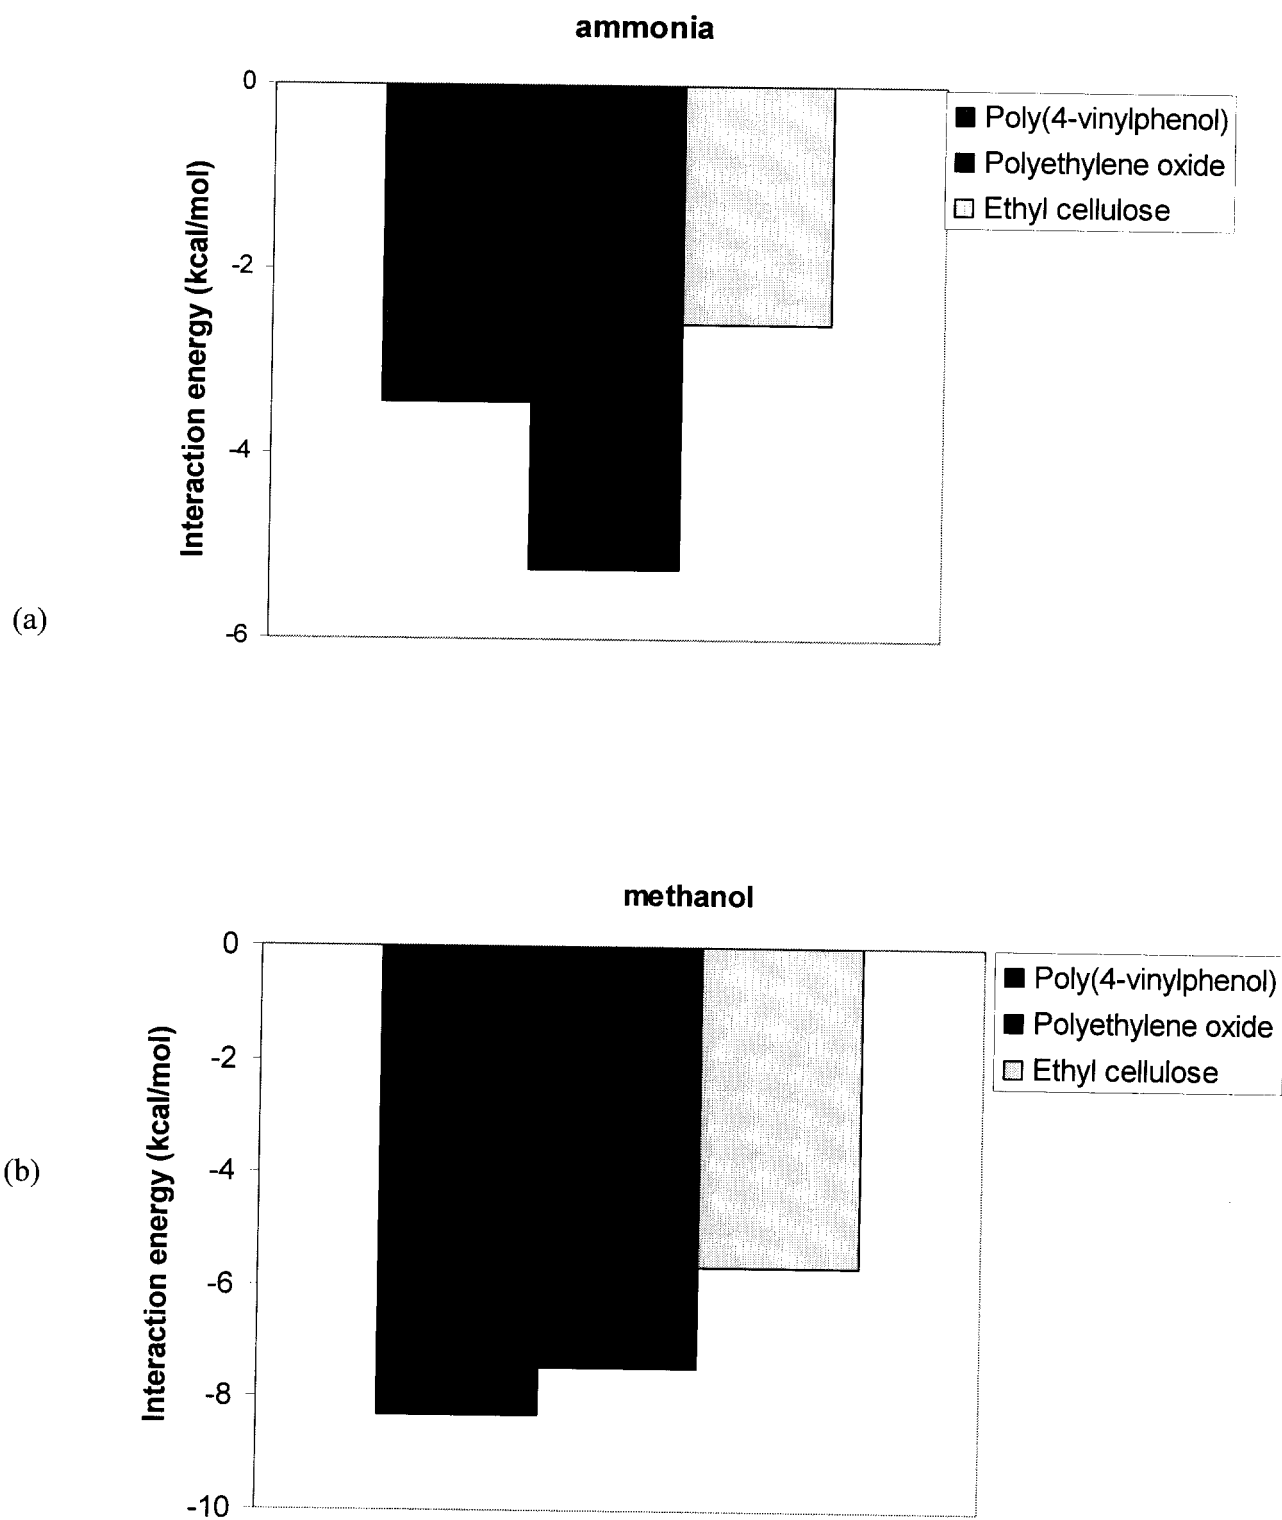 ammonia
0
-2
-4
-6
Interaction energy (kcal/mol)
Poly(4-vinylphenol)
Polyethylene oxide
Ethyl cellulose
(a)
methanol
0
-2
-4
-6
-8
-10
Interaction energy (kcal/mol)
Poly(4-vinylphenol)
Polyethylene oxide
Ethyl cellulose
(b)